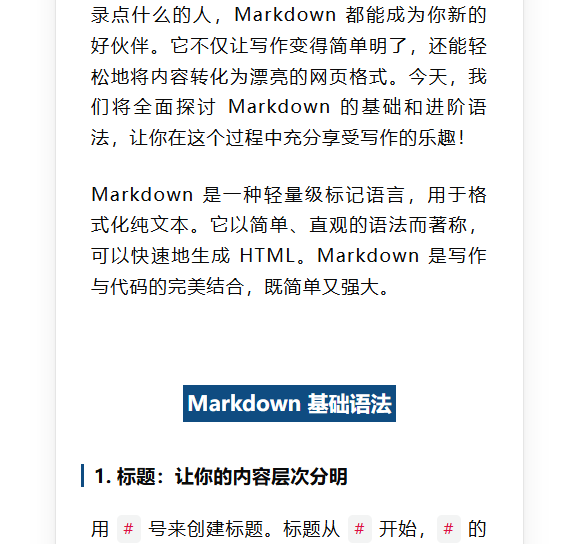 录点什么的人，Markdown 都能成为你新的
好伙伴。它不仅让写作变得简单明了，还能轻
松地将内容转化为漂亮的网页格式。今天，我
们将全面探讨 Markdown 的基础和进阶语
法，让你在这个过程中充分享受写作的乐趣！
Markdown 是一种轻量级标记语言，用于格
式化纯文本。它以简单、直观的语法而著称，
可以快速地生成 HTML。Markdown 是写作
与代码的完美结合，既简单又强大。
Markdown 基础语法
1. 标题：让你的内容层次分明
用 # 号来创建标题。标题从 # 开始，# 的